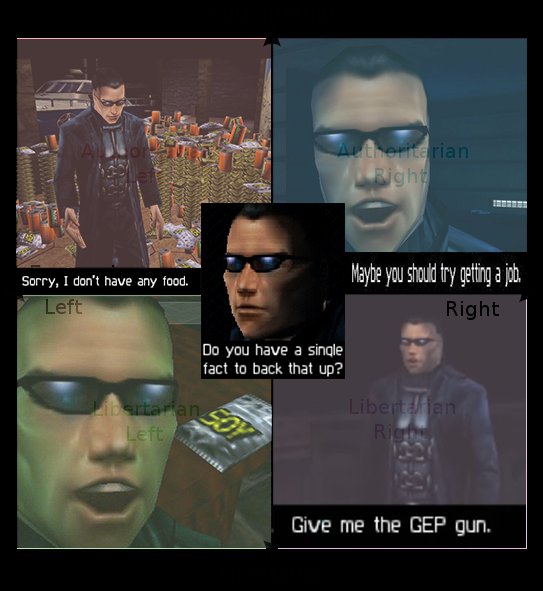 Authoritarian
Left
Authoritarian
Right
Sorry, I don't have any food.
Maybe you should try getting a job.
Left
Right
Do you have a single
fact to back that up?
Libertarian
Left
SOY
Libertarian
Right
Give me the GEP gun.